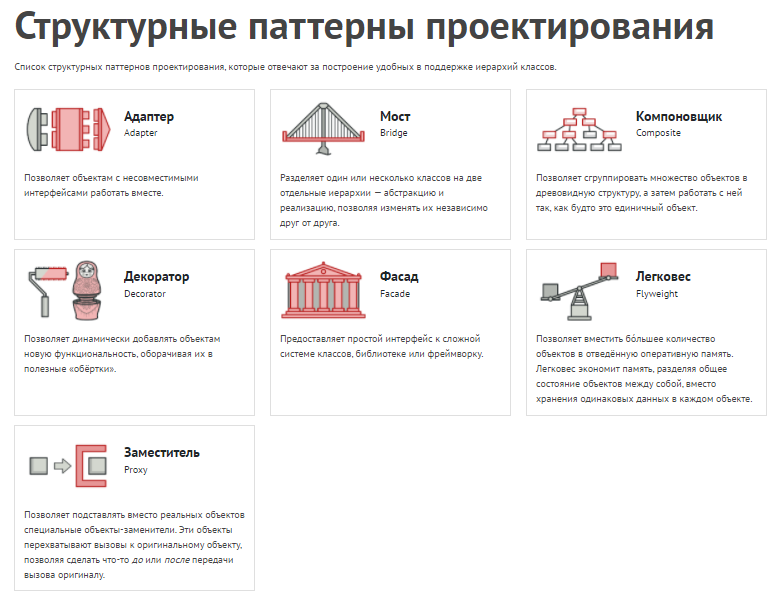 Структурные паттерны проектирования
Список структурных паттернов проектирования, которые отвечают за построение удобных в поддержке иерархий классов.
Адаптер
Adapter
Позволяет объектам с несовместимыми
интерфейсами работать вместе.
Мост
Bridge
Разделяет один или несколько классов на две
отдельные иерархии — абстракцию и
реализацию, позволяя изменять их независимо
друг от друга.
Компоновщик
Composite
Позволяет сгруппировать множество объектов в
древовидную структуру, а затем работать с ней
так, как будто это единичный объект.
Декоратор
Decorator
Позволяет динамически добавлять объектам
новую функциональность, оборачивая их в
полезные «обёртки».
Фасад
Facade
Предоставляет простой интерфейс к сложной
системе классов, библиотеке или фреймворку.
Легковес
Flyweight
Позволяет вместить бóльшее количество
объектов в отведённую оперативную память.
Легковес экономит память, разделяя общее
состояние объектов между собой, вместо
хранения одинаковых данных в каждом объекте.
Заместитель
Proxy
Позволяет подставлять вместо реальных объектов
специальные объекты-заменители. Эти объекты
перехватывают вызовы к оригинальному объекту,
позволяя сделать что-то до или после передачи
вызова оригиналу.